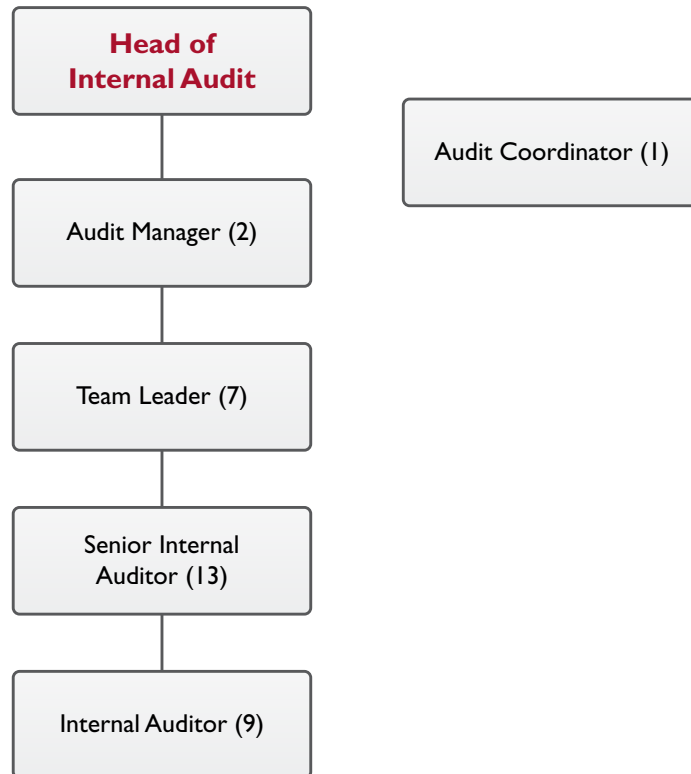 Head of
Internal Audit
Audit Coordinator (1)
Audit Manager (2)
Team Leader (7)
Senior Internal
Auditor (13)
Internal Auditor (9)